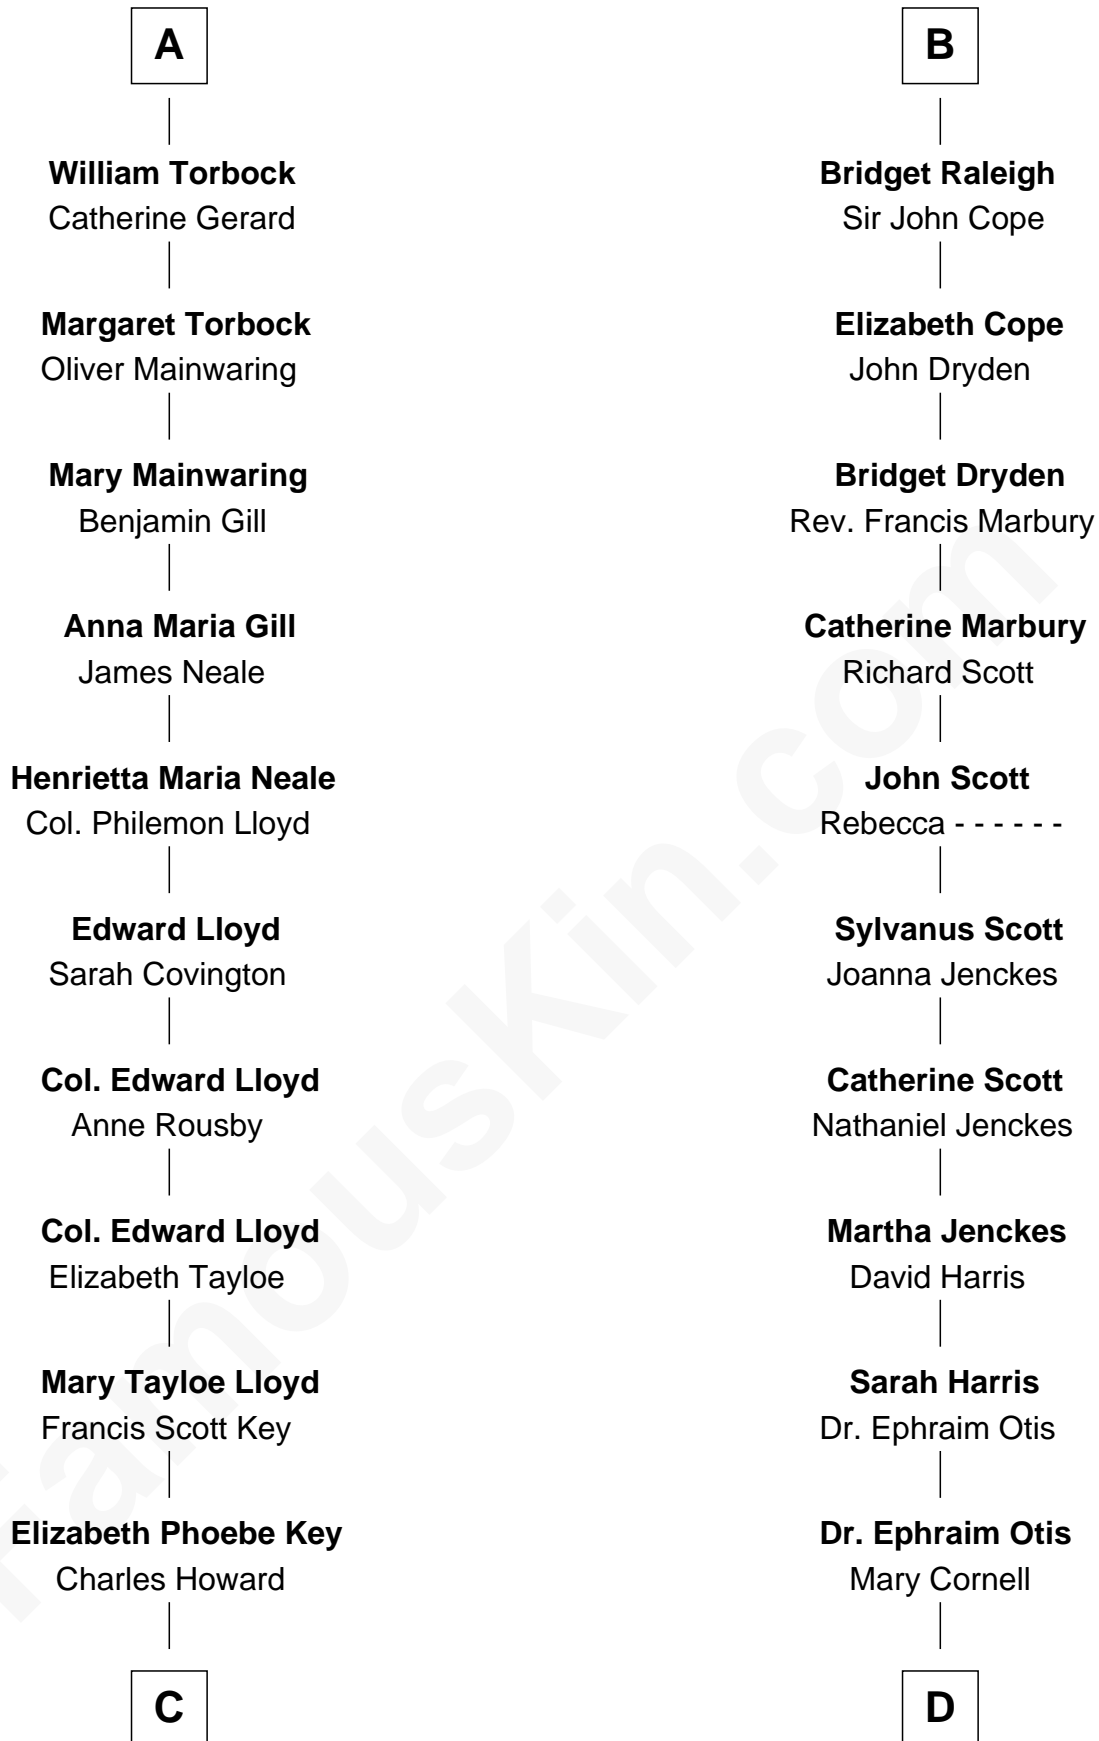 A
William Torbock
Catherine Gerard
Margaret Torbock
Oliver Mainwaring
Mary Mainwaring
Benjamin Gill
Anna Maria Gill
James Neale
Henrietta Maria Neale
Col. Philemon Lloyd
Edward Lloyd
Sarah Covington
Col. Edward Lloyd
Anne Rousby
Col. Edward Lloyd
Elizabeth Tayloe
Mary Tayloe Lloyd
Francis Scott Key
Elizabeth Phoebe Key
Charles Howard
C
B
Bridget Raleigh
Sir John Cope
Elizabeth Cope
John Dryden
Bridget Dryden
Rev. Francis Marbury
Catherine Marbury
Richard Scott
John Scott
Rebecca - - - - - -
Sylvanus Scott
Joanna Jenckes
Catherine Scott
Nathaniel Jenckes
Martha Jenckes
David Harris
Sarah Harris
Dr. Ephraim Otis
Dr. Ephraim Otis
Mary Cornell
D
FamousKin.com